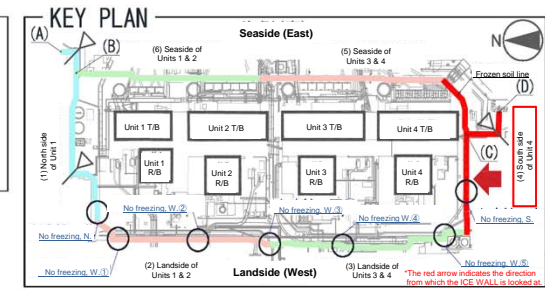 KEY PLAN
Seaside (East)
N
(A)
(B)
(6) Seaside of
Units 1 & 2
(5) Seaside of
Units 3 & 4
Frozen soil line
(D)
(1) North side
of Unit 1
Unit 1 T/B
Unit 2 T/B
Unit 3 T/B
Unit 4 T/B
(C)
(4) South side
of Unit 4
Unit 1
R/B
Unit 2
R/B
Unit 3
R/B
Unit 4
R/B
No freezing, W.②
No freezing, W.③
No freezing, W.④
No freezing, S.
No freezing, N.
No freezing, W.①
(2) Landside of
Units 1 & 2
Landside (West)
(3) Landside of
Units 3 & 4
No freezing, W.⑤
*The red arrow indicates the direction
from which the ICE WALL is looked at.